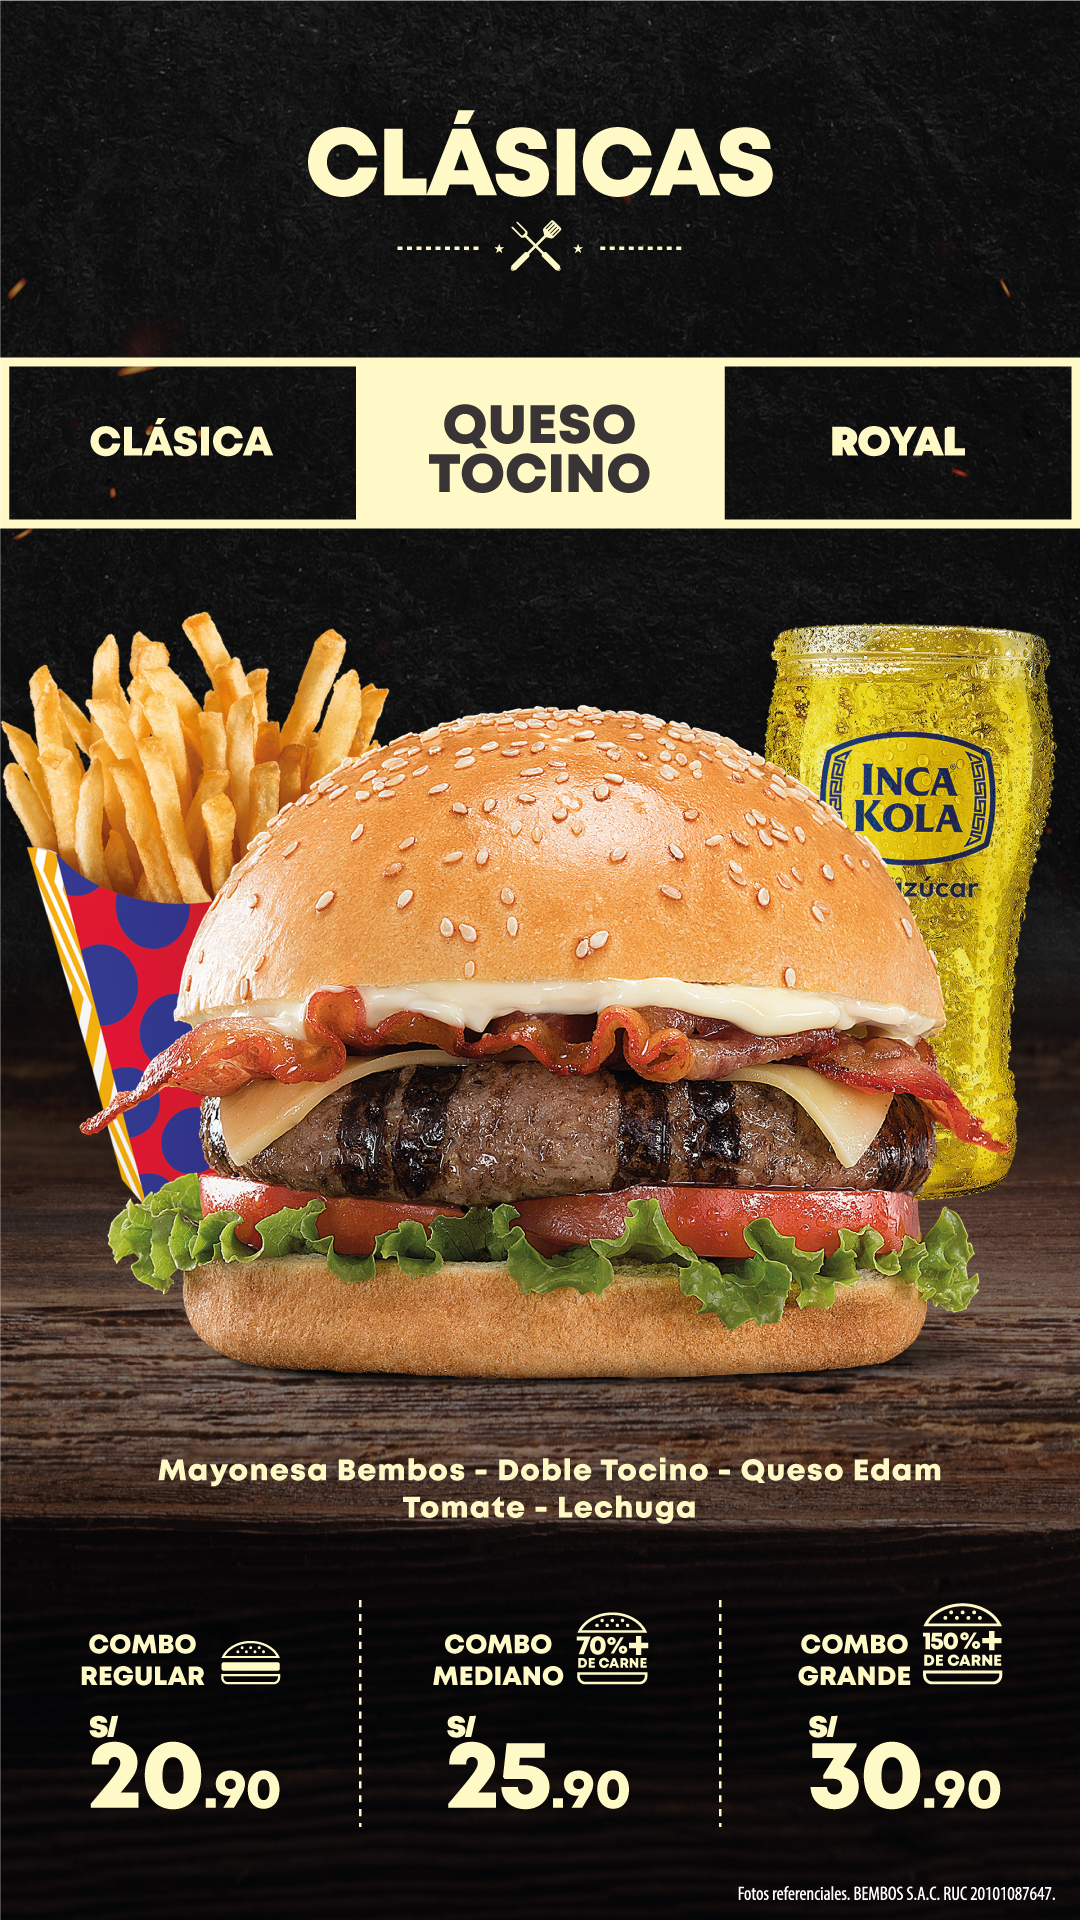 CLÁSICAS
CLÁSICA
QUESO
TOCINO
ROYAL
INCA
KOLA
Mayonesa Bembos - Doble Tocino - Queso Edam
Tomate - Lechuga
COMBO
REGULAR
S/
20.90
COMBO
MEDIANO
70%+
DE CARNE
S/
25.90
COMBO
GRANDE
150%+
DE CARNE
S/
30.90
Fotos referenciales. BEMBOS S.A.C. RUC 20101087647.